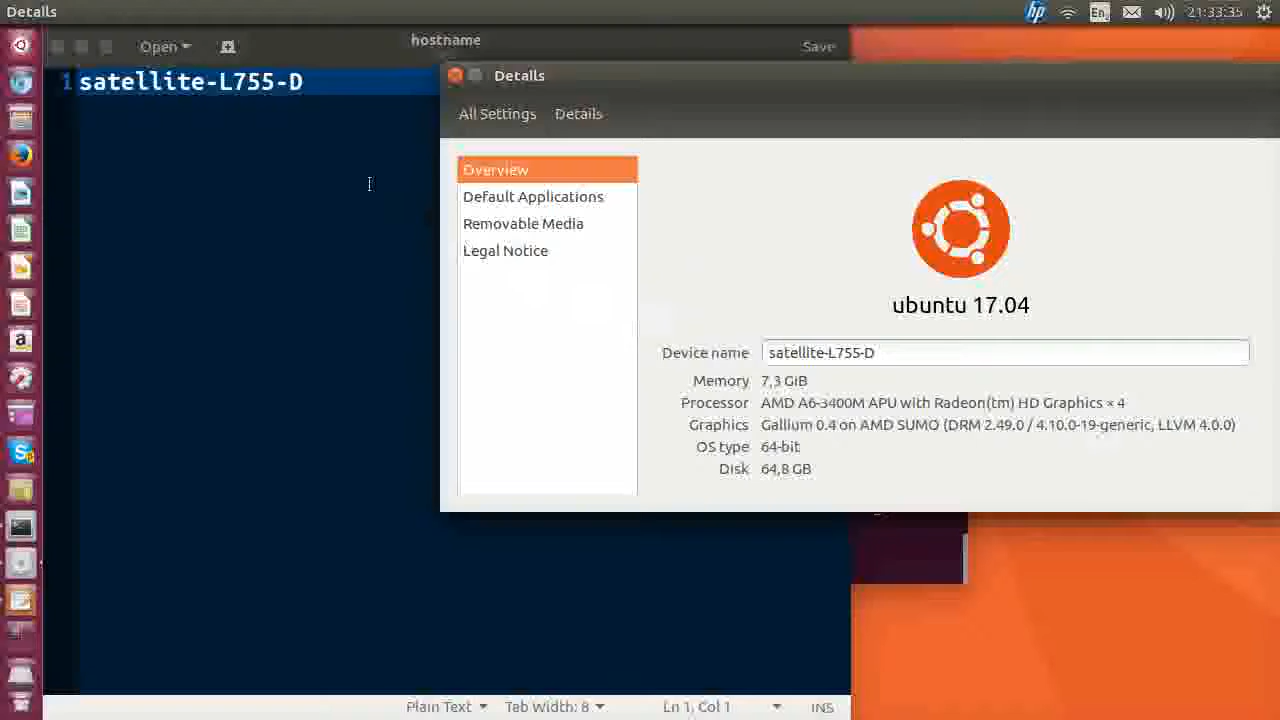 Details
hp
En
21:33:35
Open
hostname
Save
1 satellite-L755-D
Details
All Settings Details
Overview
Default Applications
Removable Media
Legal Notice
ubuntu 17.04
Device name satellite-L755-D
Memory 7,3 GiB
Processor AMD A6-3400M APU with Radeon(tm) HD Graphics × 4
Graphics Gallium 0.4 on AMD SUMO (DRM 2.49.0 / 4.10.0-19-generic, LLVM 4.0.0)
OS type 64-bit
Disk 64,8 GB
Plain Text Tab Width: 8 Ln 1, Col 1 INS